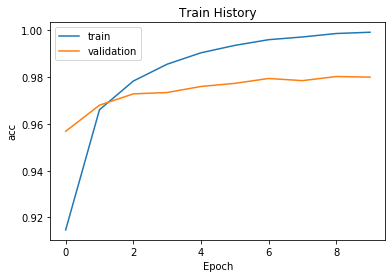 Train History
train
validation
1.00
0.98
0.96
0.94
0.92
acc
0 2 4 6 8
Epoch